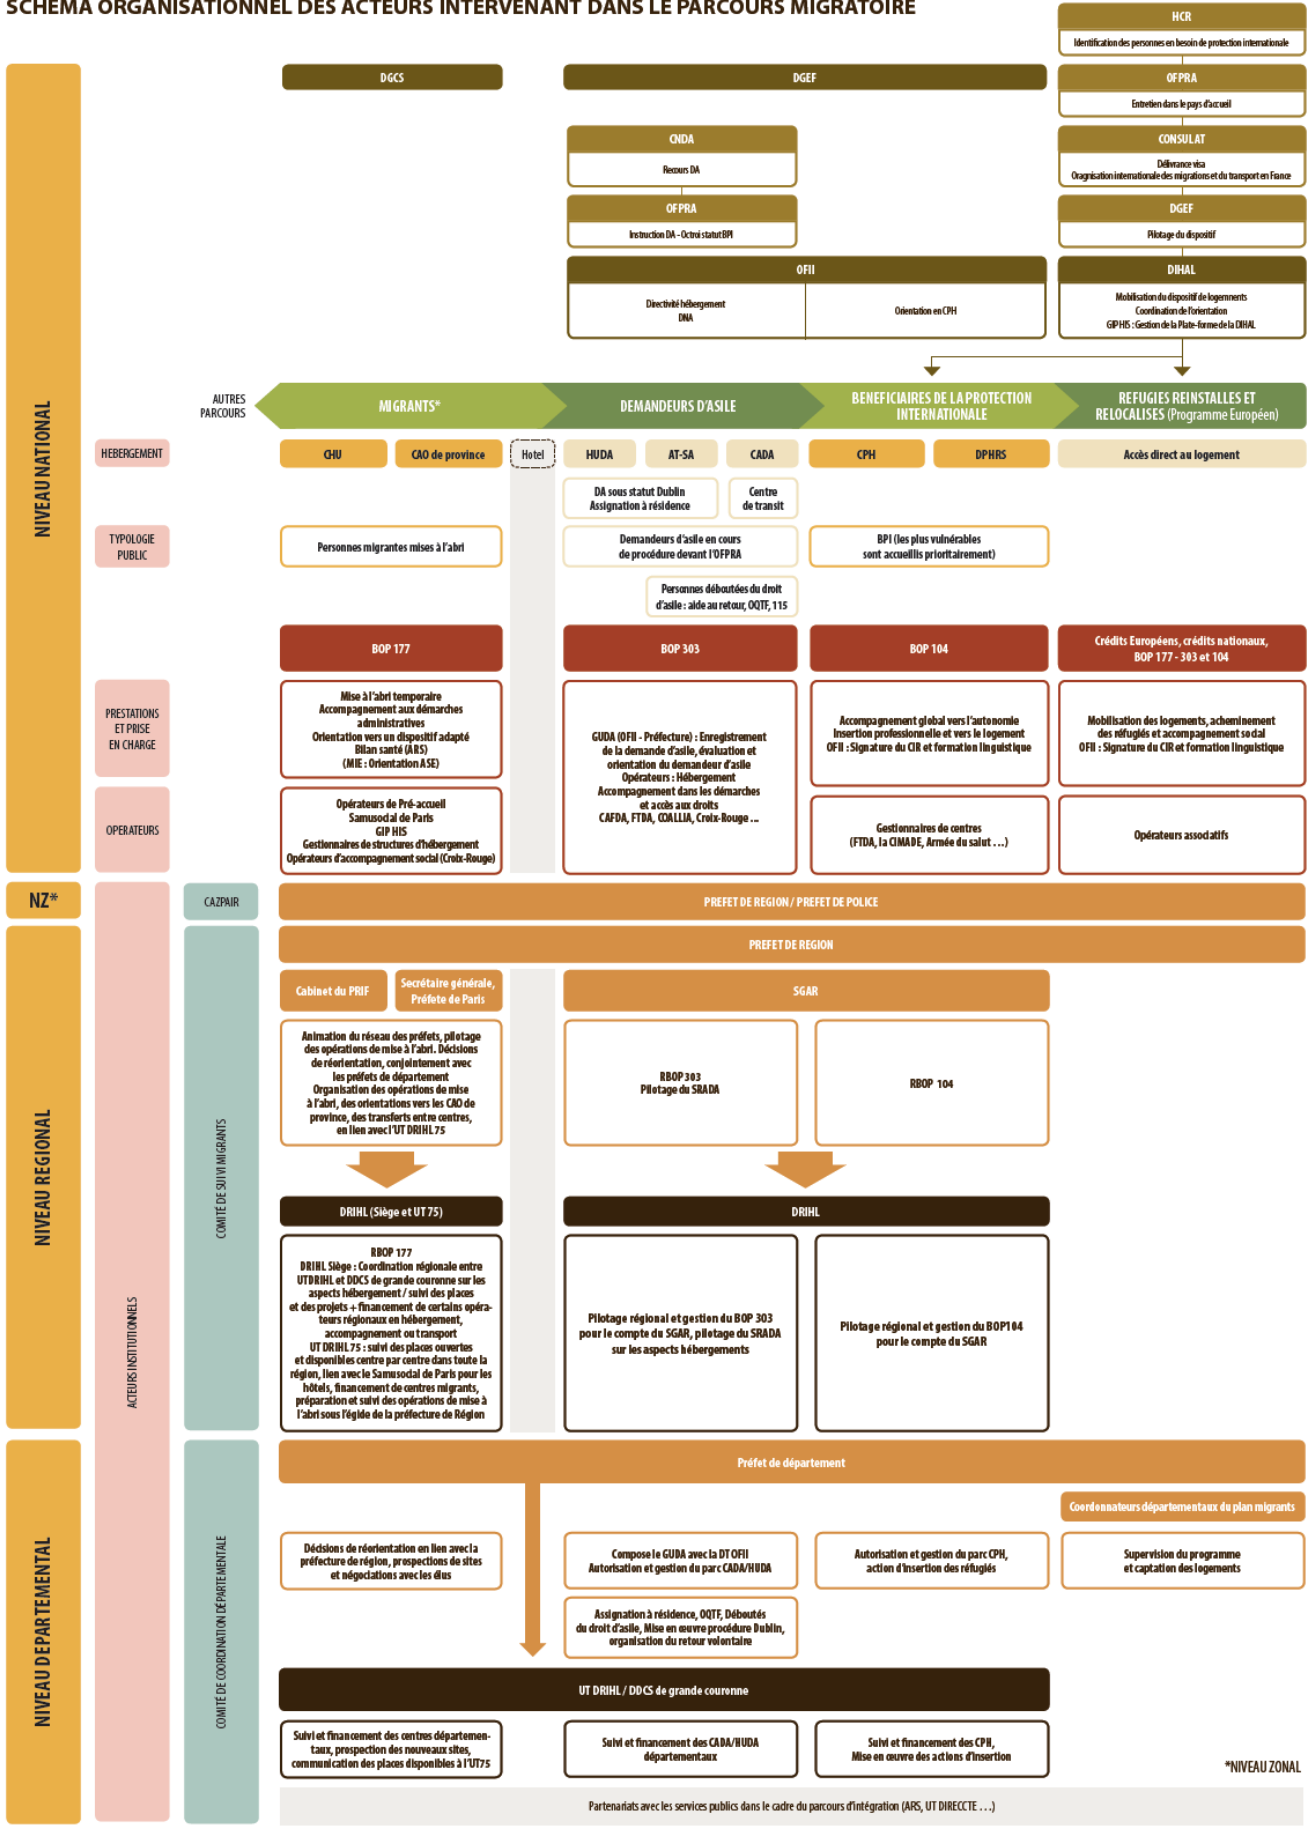 SCHÉMA ORGANISATIONNEL DES ACTEURS INTERVENANT DANS LE PARCOURS MIGRATOIRE
HCR
Identification des personnes en besoin de protection internationale
DGCS
DGEF
OFPRA
Entretien dans le pays d'accueil
CNDA
Recours DA
CONSULAT
Délivrance visa
Oragnisation internationale des migrations et du transport en France
OFPRA
Instruction DA - Octroi statut BPI
DGEF
Pilotage du dispositif
OFII
Directivité hébergement
DNA
Orientation en CPH
DIHAL
Mobilisation du dispositif de logemnents
Coordination de l'orientation
GIP HIS : Gestion de la Plate-forme de la DIHAL
NIVEAU NATIONAL
AUTRES
PARCOURS
MIGRANTS*
DEMANDEURS D'ASILE
BENEFICIAIRES DE LA PROTECTION
INTERNATIONALE
REFUGIES REINSTALLES ET
RELOCALISES (Programme Européen)
HEBERGEMENT
CHU
CAO de province
Hotel
HUDA
AT-SA
CADA
CPH
DPHRS
Accès direct au logement
DA sous statut Dublin
Assignation à résidence
Centre
de transit
TYPOLOGIE
PUBLIC
Personnes migrantes mises à l'abri
Demandeurs d'asile en cours
de procédure devant l'OFPRA
BPI (les plus vulnérables
sont accueillis prioritairement)
Personnes déboutées du droit
d'asile : aide au retour, OQTF, 115
BOP 177
BOP 303
BOP 104
Crédits Européens, crédits nationaux,
BOP 177 - 303 et 104
PRESTATIONS
ET PRISE
EN CHARGE
Mise à l'abri temporaire
Accompagnement aux démarches
administratives
Orientation vers un dispositif adapté
Bilan santé (ARS)
(MIE : Orientation ASE)
GUDA (OFII - Préfecture) : Enregistrement
de la demande d'asile, évaluation et
orientation du demandeur d'asile
Opérateurs : Hébergement
Accompagnement dans les démarches
et accès aux droits
CAFDA, FTDA, COALLIA, Croix-Rouge ...
Accompagnement global vers l'autonomie
Insertion professionnelle et vers le logement
OFII : Signature du CIR et formation linguistique
Mobilisation des logements, acheminement
des réfugiés et accompagnement social
OFII : Signature du CIR et formation linguistique
OPERATEURS
Opérateurs de Pré-accueil
Samusocial de Paris
GIP HIS
Gestionnaires de structures d'hébergement
Opérateurs d'accompagnement social (Croix-Rouge)
Gestionnaires de centres
(FTDA, la CIMADE, Armée du salut ...)
Opérateurs associatifs
NZ*
CAZPAIR
PREFET DE REGION / PREFET DE POLICE
NIVEAU REGIONAL
ACTEURS INSTITUTIONNELS
COMITÉ DE SUIVI MIGRANTS
PREFET DE REGION
Cabinet du PRIF
Secrétaire générale,
Préfete de Paris
SGAR
Animation du réseau des préfets, pilotage
des opérations de mise à l'abri. Décisions
de réorientation, conjointement avec
les préfets de département
Organisation des opérations de mise
à l'abri, des orientations vers les CAO de
province, des transferts entre centres,
en lien avec l'UT DRIHL 75
RBOP 303
Pilotage du SRADA
RBOP 104
DRIHL (Siège et UT 75)
DRIHL
RBOP 177
DRIHL Siège : Coordination régionale entre
UTDRIHL et DDCS de grande couronne sur les
aspects hébergement / suivi des places
et des projets + financement de certains opéra-
teurs régionaux en hébergement,
accompagnement ou transport
UT DRIHL 75 : suivi des places ouvertes
et disponibles centre par centre dans toute la
région, lien avec le Samusocial de Paris pour les
hôtels, financement de centres migrants,
préparation et suivi des opérations de mise à
l'abri sous l'égide de la préfecture de Région
Pilotage régional et gestion du BOP 303
pour le compte du SGAR, pilotage du SRADA
sur les aspects hébergements
Pilotage régional et gestion du BOP104
pour le compte du SGAR
NIVEAU DEPARTEMENTAL
COMITÉ DE COORDINATION DÉPARTEMENTALE
Préfet de département
Coordonnateurs départementaux du plan migrants
Décisions de réorientation en lien avec la
préfecture de région, prospections de sites
et négociations avec les élus
Compose le GUDA avec la DT OFII
Autorisation et gestion du parc CADA/HUDA
Autorisation et gestion du parc CPH,
action d'insertion des réfugiés
Supervision du programme
et captation des logements
Assignation à résidence, OQTF, Déboutés
du droit d'asile, Mise en œuvre procédure Dublin,
organisation du retour volontaire
UT DRIHL / DDCS de grande couronne
Suivi et financement des centres départemen-
taux, prospection des nouveaux sites,
communication des places disponibles à l'UT75
Suivi et financement des CADA/HUDA
départementaux
Suivi et financement des CPH,
Mise en œuvre des actions d'insertion
*NIVEAU ZONAL
Partenariats avec les services publics dans le cadre du parcours d'intégration (ARS, UT DIRECCTE ...)